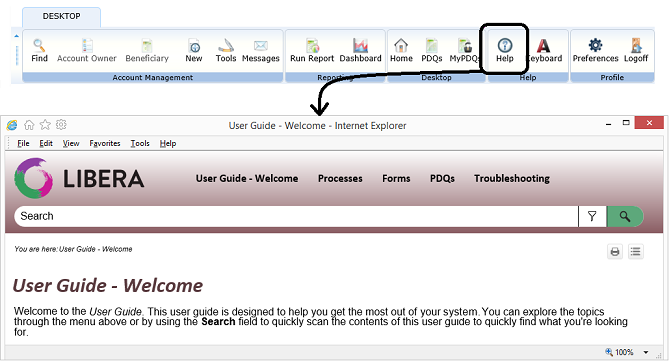 DESKTOP
Find Account Owner Beneficiary New Tools Messages Run Report Dashboard Home PDQs MyPDQs Help Keyboard Preferences Logoff
Account Management Reporting Desktop Help Profile
User Guide - Welcome - Internet Explorer
File Edit View Favorites Tools Help
LIBERA User Guide - Welcome Processes Forms PDQs Troubleshooting
Search
You are here: User Guide - Welcome
User Guide - Welcome
Welcome to the User Guide. This user guide is designed to help you get the most out of your system. You can explore the topics
through the menu above or by using the Search field to quickly scan the contents of this user guide to quickly find what you're looking
for.
100%